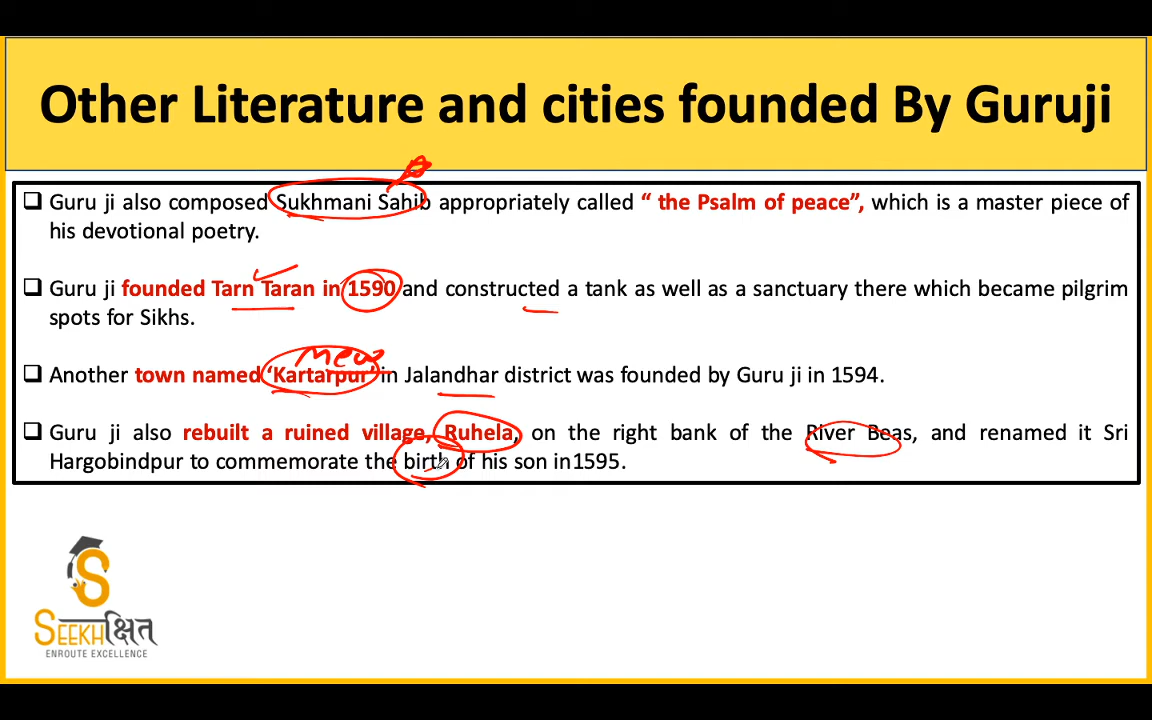 Other Literature and cities founded By Guruji
❑ Guru ji also composed Sukhmani Sahib appropriately called “ the Psalm of peace”, which is a master piece of
his devotional poetry.
❑ Guru ji founded Tarn Taran in 1590 and constructed a tank as well as a sanctuary there which became pilgrim
spots for Sikhs.
❑ Another town named ‘Kartarpur’ in Jalandhar district was founded by Guru ji in 1594.
❑ Guru ji also rebuilt a ruined village, Ruhela, on the right bank of the River Beas, and renamed it Sri
Hargobindpur to commemorate the birth of his son in1595.
SEEKHक्षित
ENROUTE EXCELLENCE